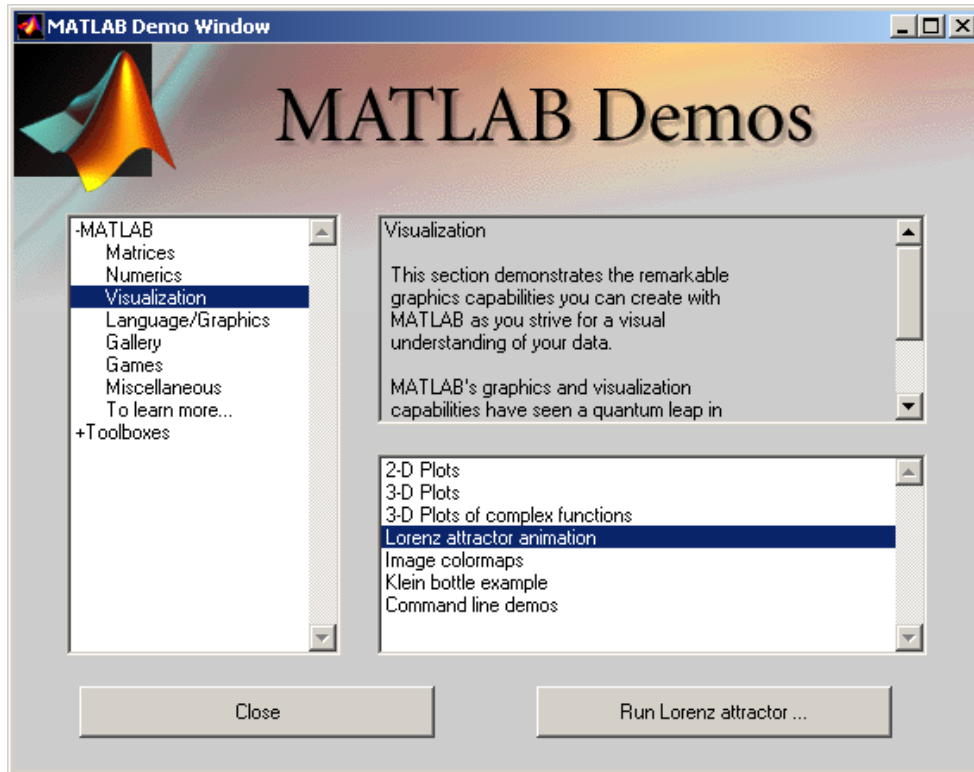 MATLAB Demo Window
MATLAB Demos
-MATLAB
Matrices
Numerics
Visualization
Language/Graphics
Gallery
Games
Miscellaneous
To learn more...
+Toolboxes
Visualization
This section demonstrates the remarkable
graphics capabilities you can create with
MATLAB as you strive for a visual
understanding of your data.
MATLAB's graphics and visualization
capabilities have seen a quantum leap in
2-D Plots
3-D Plots
3-D Plots of complex functions
Lorenz attractor animation
Image colormaps
Klein bottle example
Command line demos
Close
Run Lorenz attractor ...